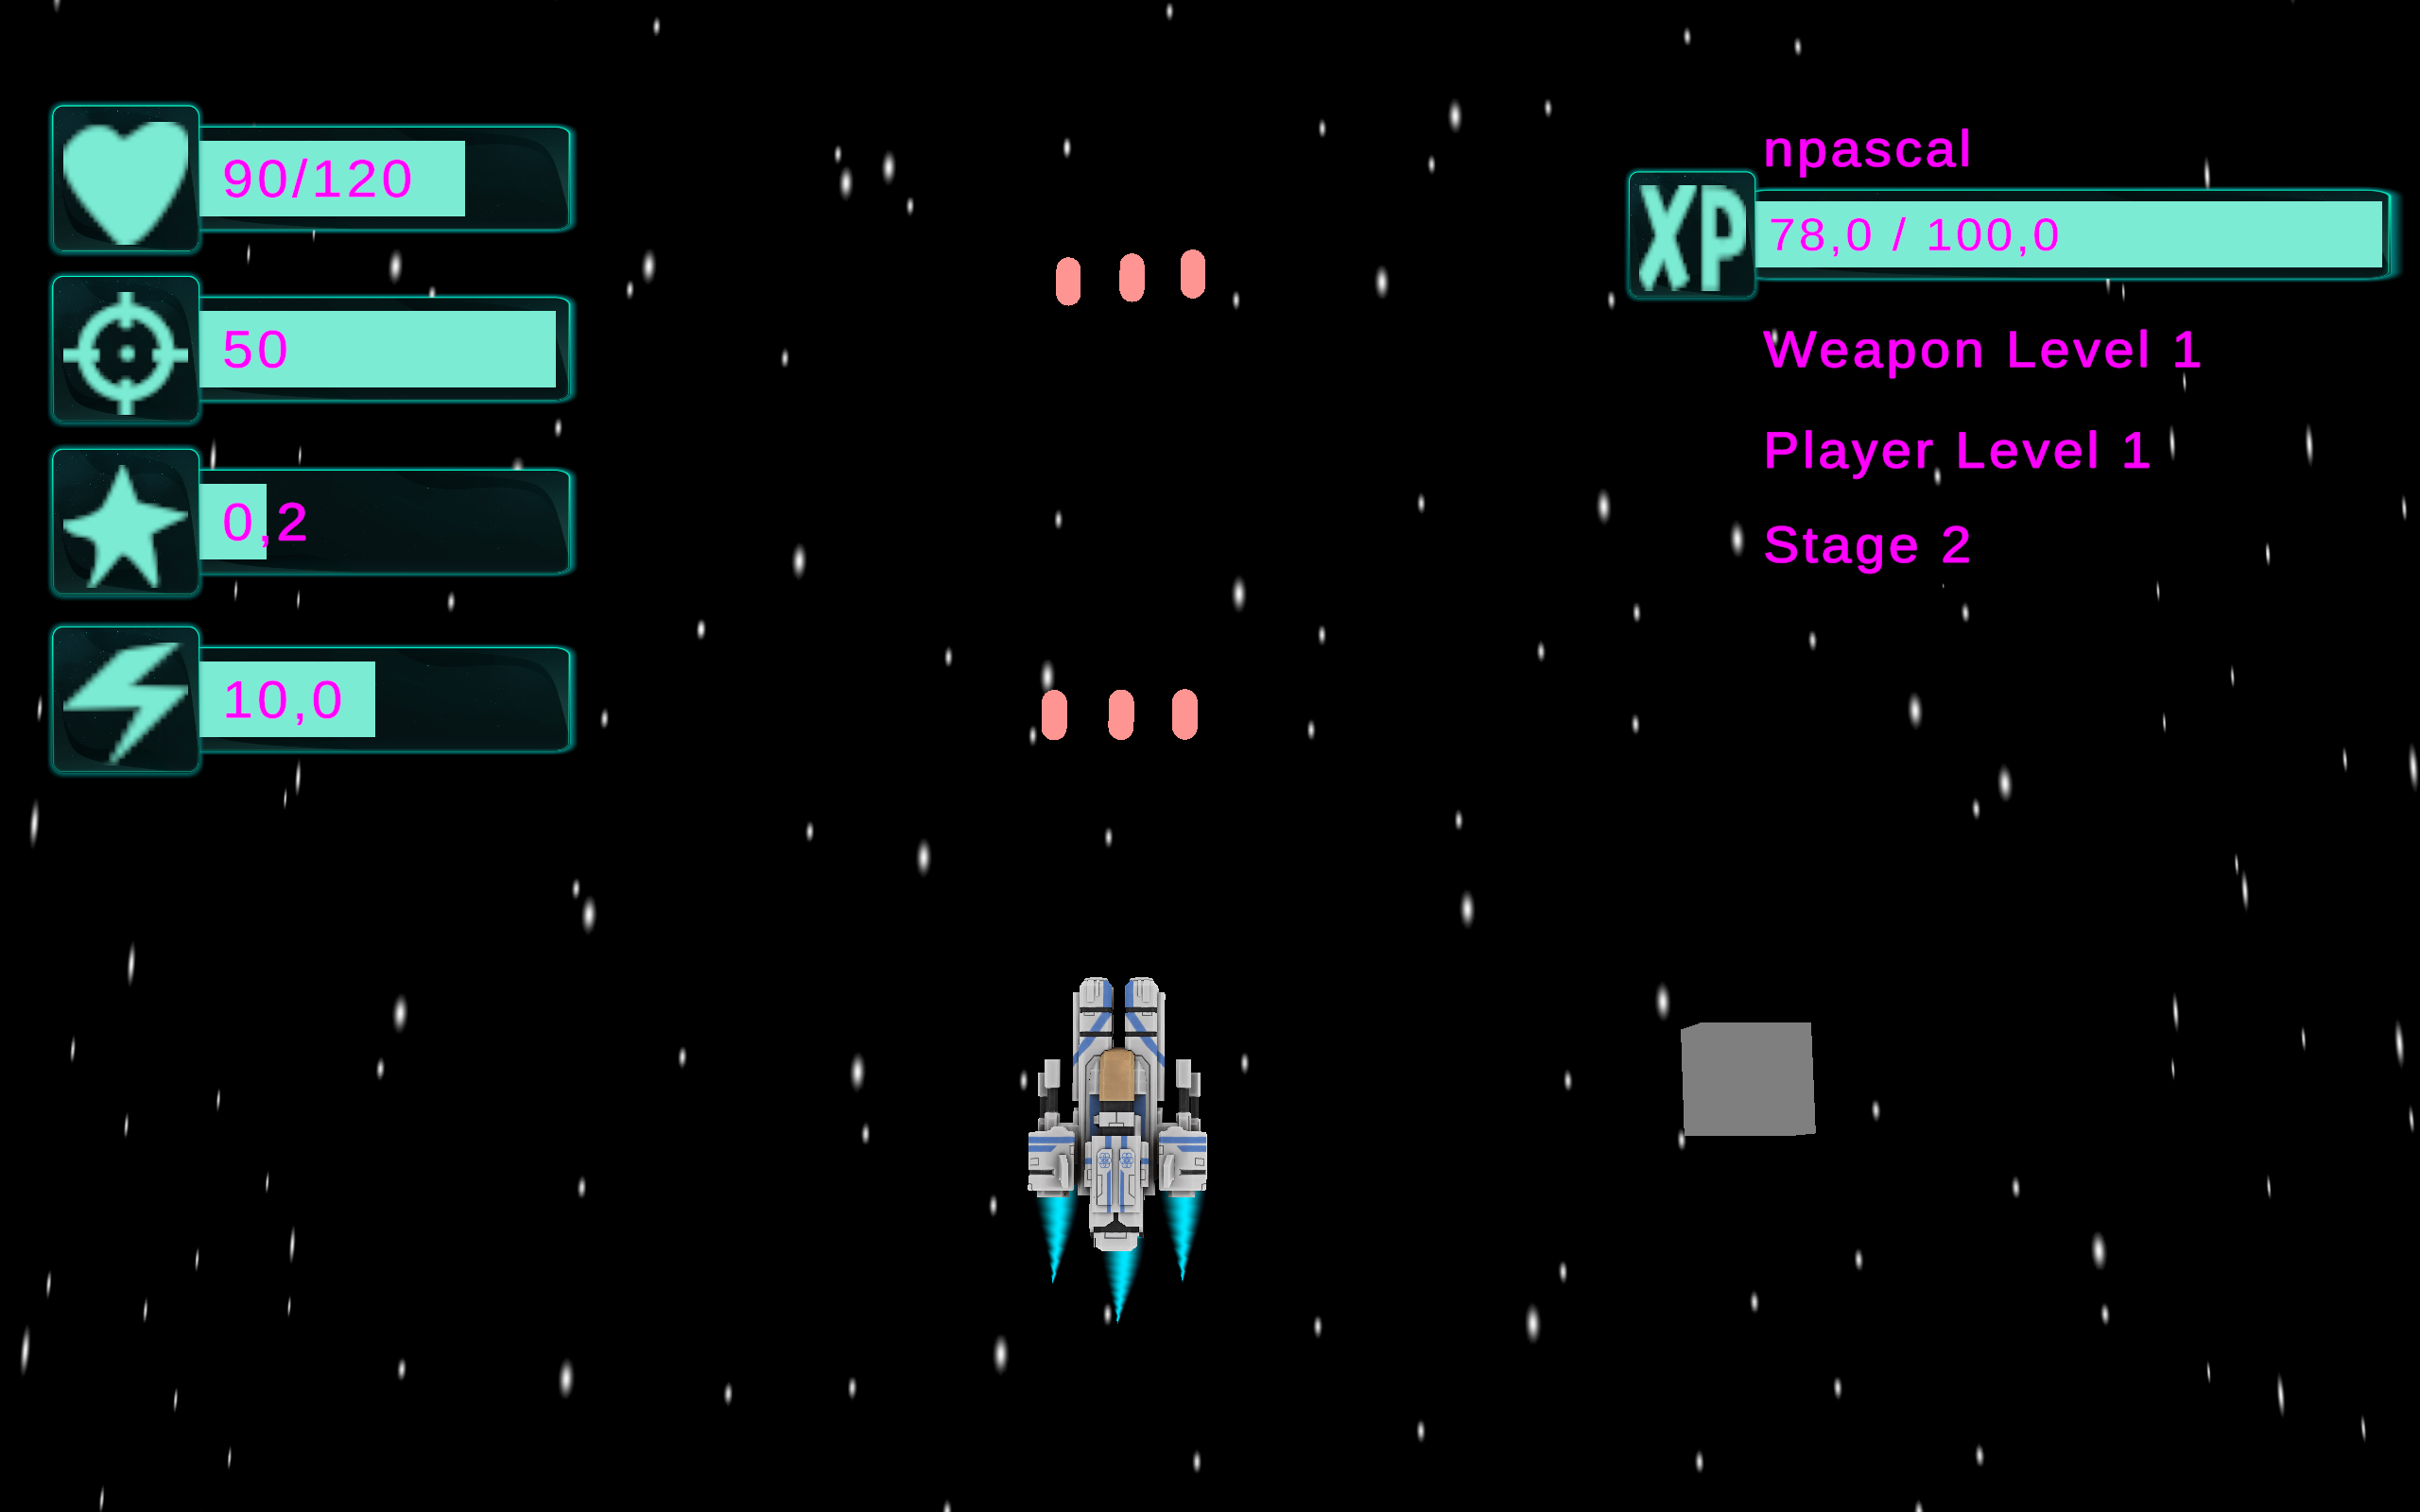 90/120
50
0,2
10,0
npascal
XP
78,0 / 100,0
Weapon Level 1
Player Level 1
Stage 2